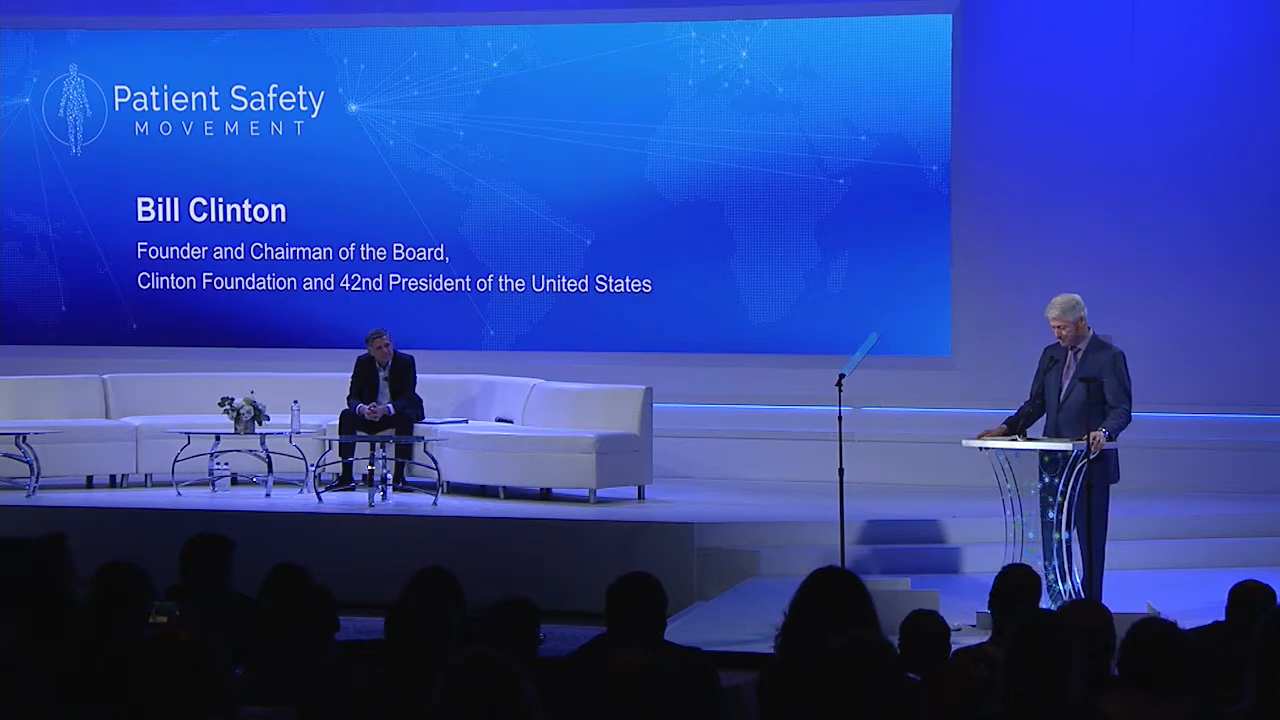 Patient Safety
MOVEMENT
Bill Clinton
Founder and Chairman of the Board,
Clinton Foundation and 42nd President of the United States